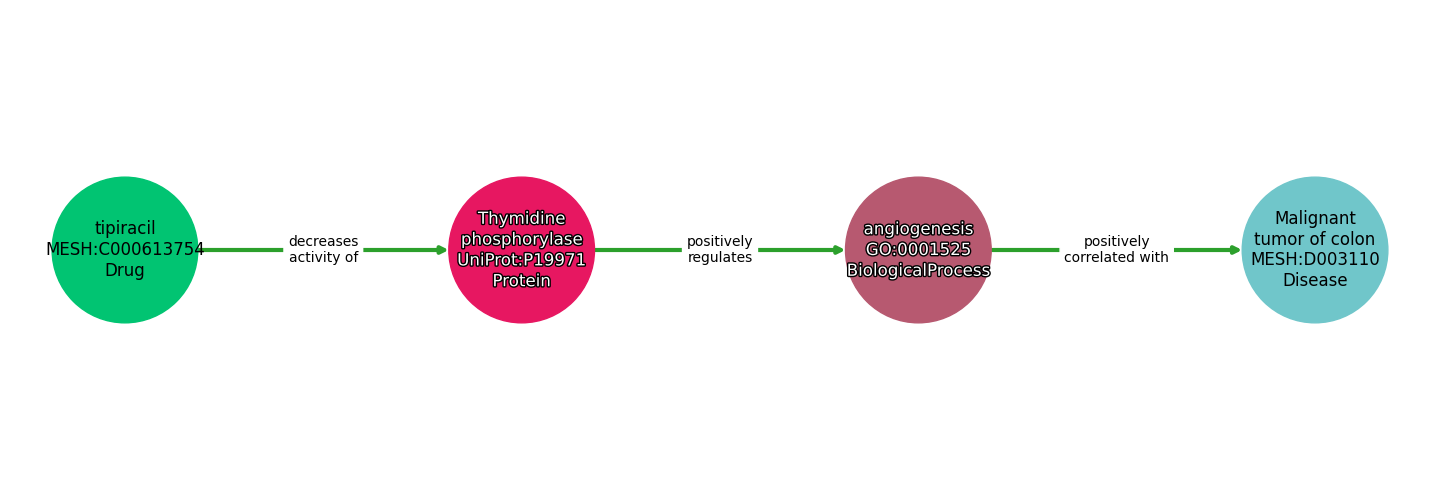 tipiracil
MESH:C000613754
Drug
decreases
activity of
Thymidine
phosphorylase
UniProt:P19971
Protein
positively
regulates
angiogenesis
GO:0001525
BiologicalProcess
positively
correlated with
Malignant
tumor of colon
MESH:D003110
Disease